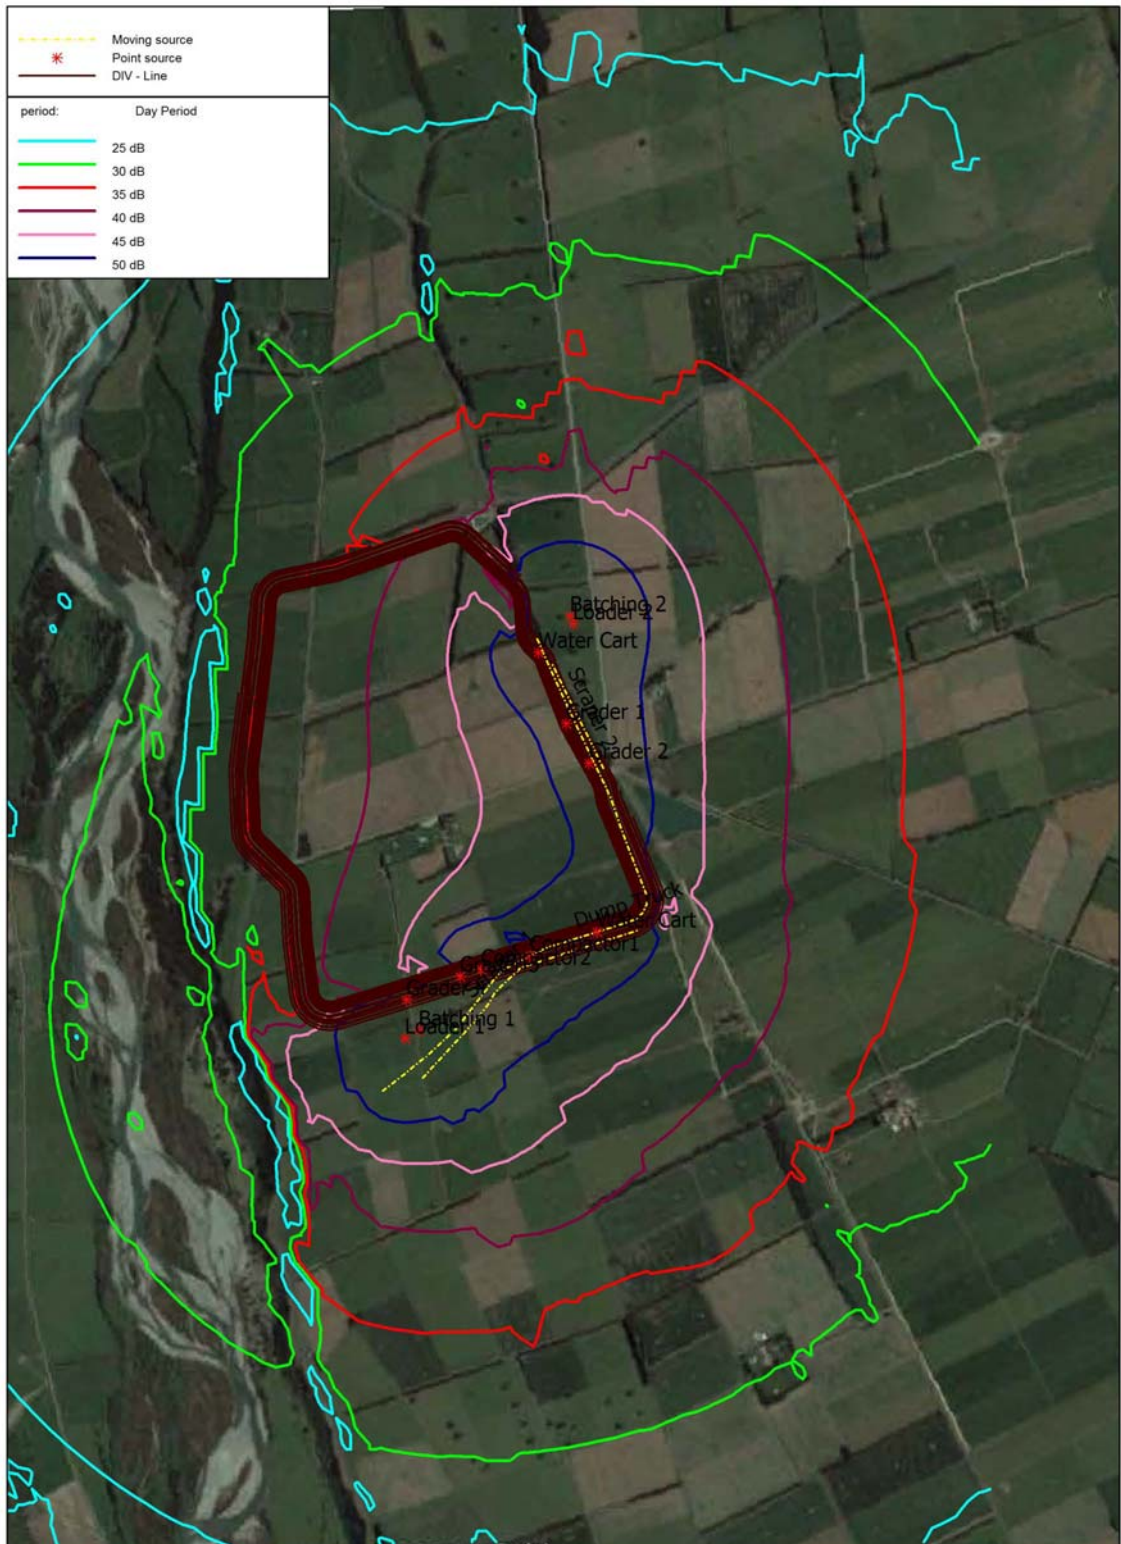 Moving source
Point source
DIV - Line
period: Day Period
25 dB
30 dB
35 dB
40 dB
45 dB
50 dB
Batching 2
Loader 2
Water Cart
Grader 1
Grader 2
Dump
Cart
Compactor1
Batching 1
Loader 1